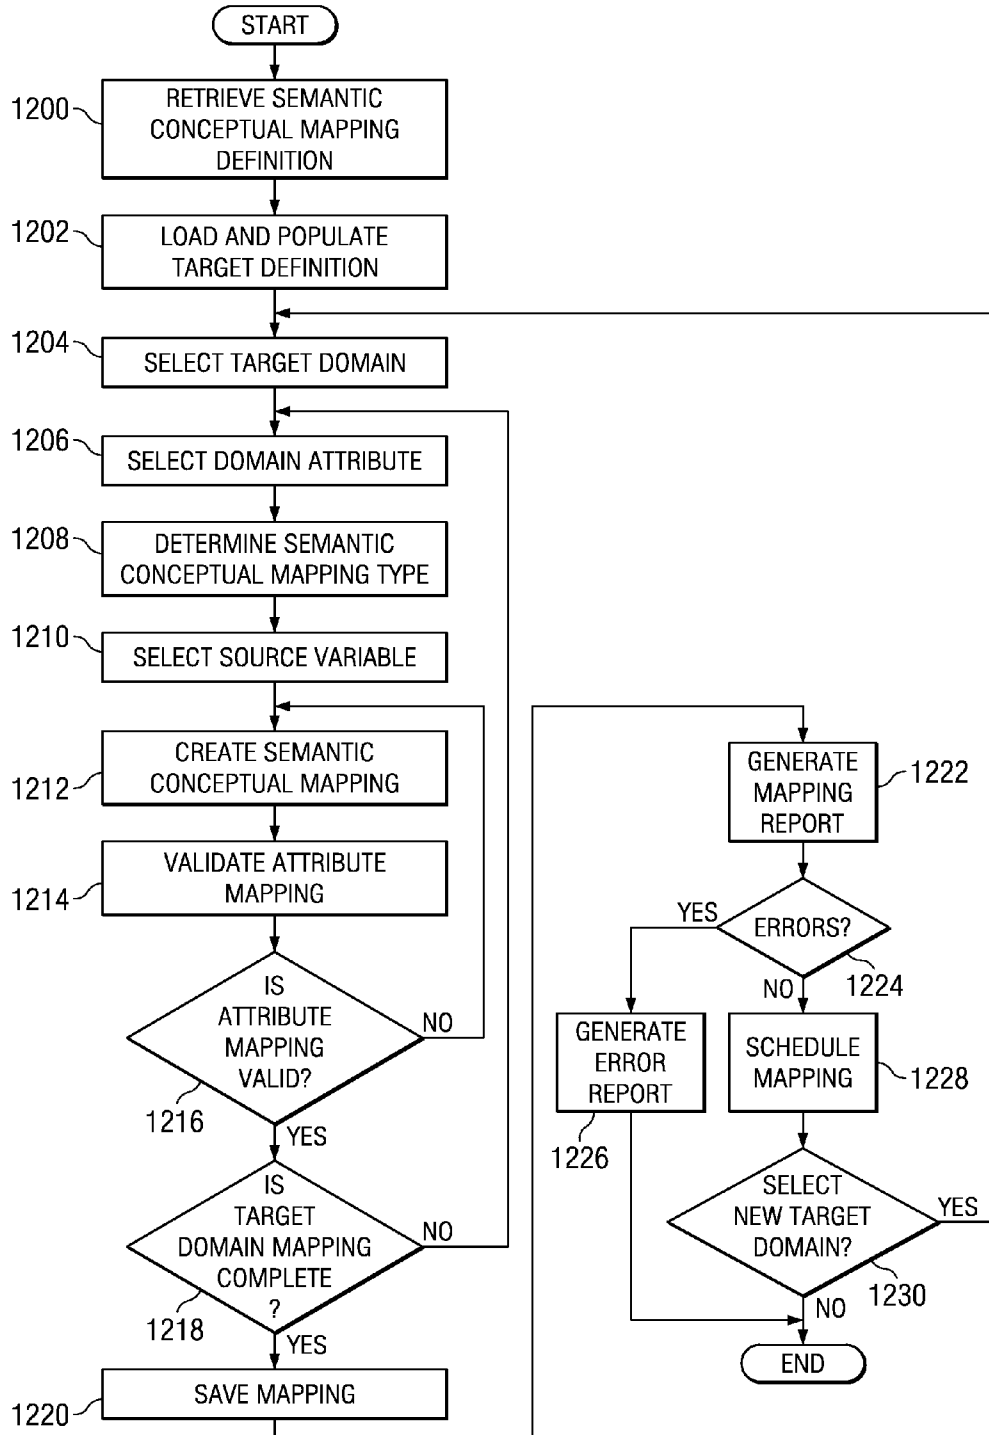 START
1200
RETRIEVE SEMANTIC
CONCEPTUAL MAPPING
DEFINITION
1202
LOAD AND POPULATE
TARGET DEFINITION
1204
SELECT TARGET DOMAIN
1206
SELECT DOMAIN ATTRIBUTE
1208
DETERMINE SEMANTIC
CONCEPTUAL MAPPING TYPE
1210
SELECT SOURCE VARIABLE
1212
CREATE SEMANTIC
CONCEPTUAL MAPPING
1214
VALIDATE ATTRIBUTE
MAPPING
IS
ATTRIBUTE
MAPPING
VALID?
NO
1216
YES
IS
TARGET
DOMAIN MAPPING
COMPLETE
?
NO
1218
YES
1220
SAVE MAPPING
GENERATE
MAPPING
REPORT
1222
YES
ERRORS?
1224
NO
GENERATE
ERROR
REPORT
1226
SCHEDULE
MAPPING
1228
SELECT
NEW TARGET
DOMAIN?
YES
1230
NO
END